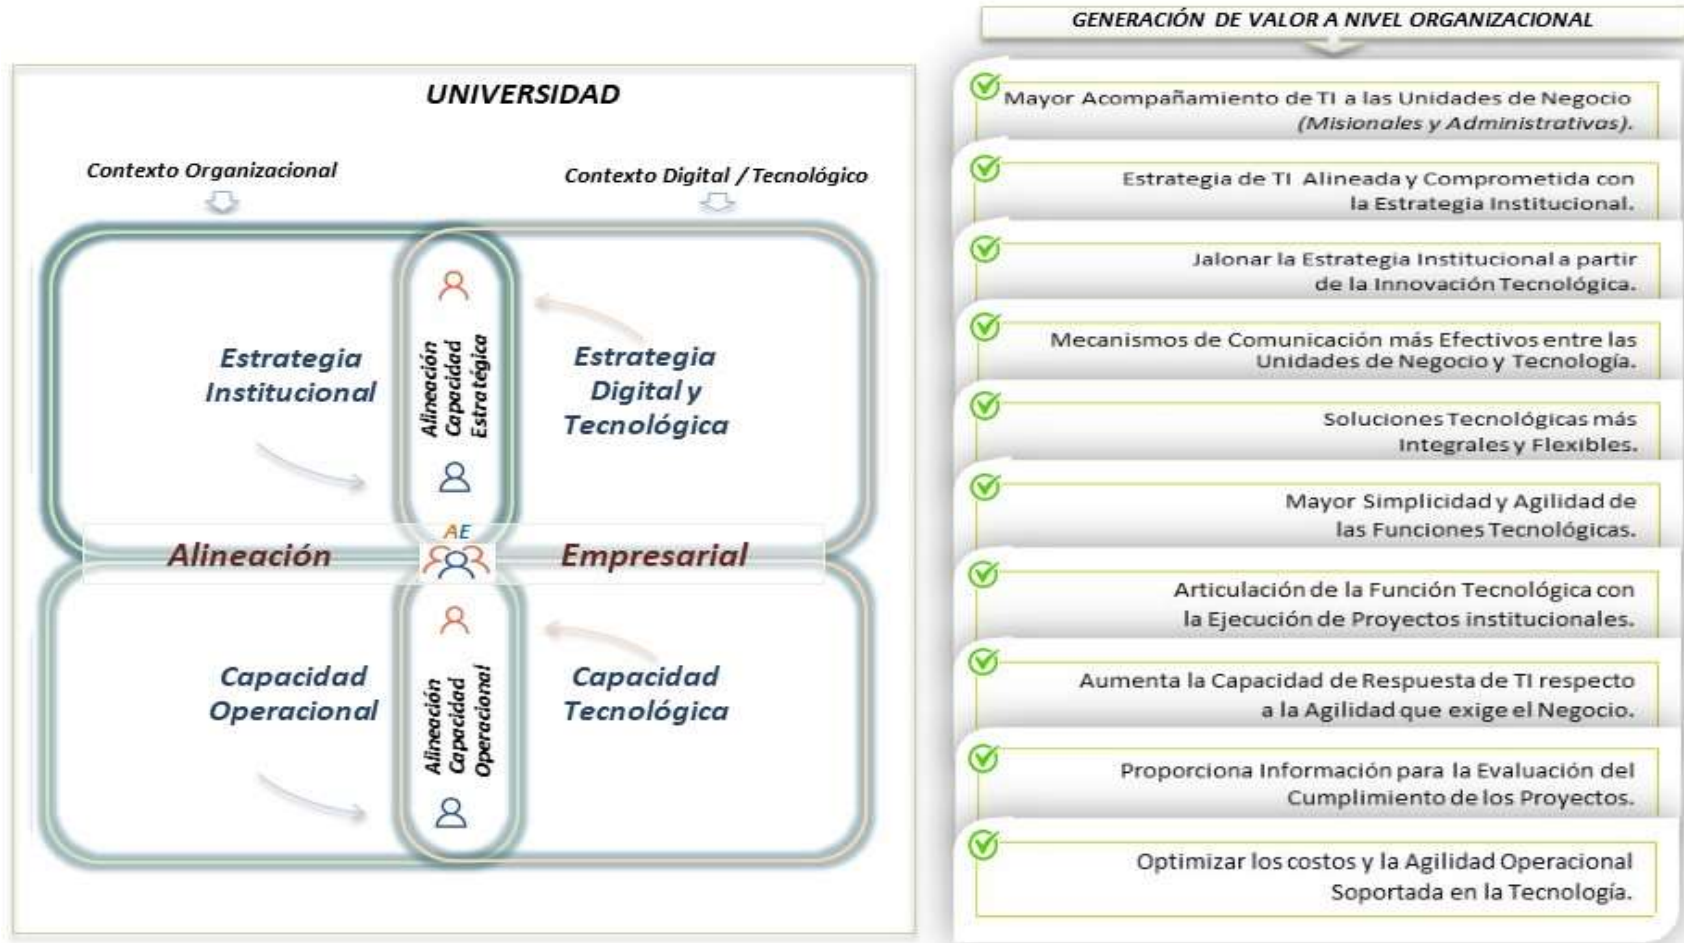 UNIVERSIDAD
Contexto Organizacional
Contexto Digital / Tecnológico
Estrategia
Institucional
Alineación
Capacidad
Estratégica
Estrategia
Digital y
Tecnológica
AE
Alineación
Empresarial
Capacidad
Operacional
Alineación
Capacidad
Operacional
Capacidad
Tecnológica
GENERACIÓN DE VALOR A NIVEL ORGANIZACIONAL
Mayor Acompañamiento de TI a las Unidades de Negocio
(Misionales y Administrativas).
Estrategia de TI Alineada y Comprometida con
la Estrategia Institucional.
Jalonar la Estrategia Institucional a partir
de la Innovación Tecnológica.
Mecanismos de Comunicación más Efectivos entre las
Unidades de Negocio y Tecnología.
Soluciones Tecnológicas más
Integrales y Flexibles.
Mayor Simplicidad y Agilidad de
las Funciones Tecnológicas.
Articulación de la Función Tecnológica con
la Ejecución de Proyectos institucionales.
Aumenta la Capacidad de Respuesta de TI respecto
a la Agilidad que exige el Negocio.
Proporciona Información para la Evaluación del
Cumplimiento de los Proyectos.
Optimizar los costos y la Agilidad Operacional
Soportada en la Tecnología.